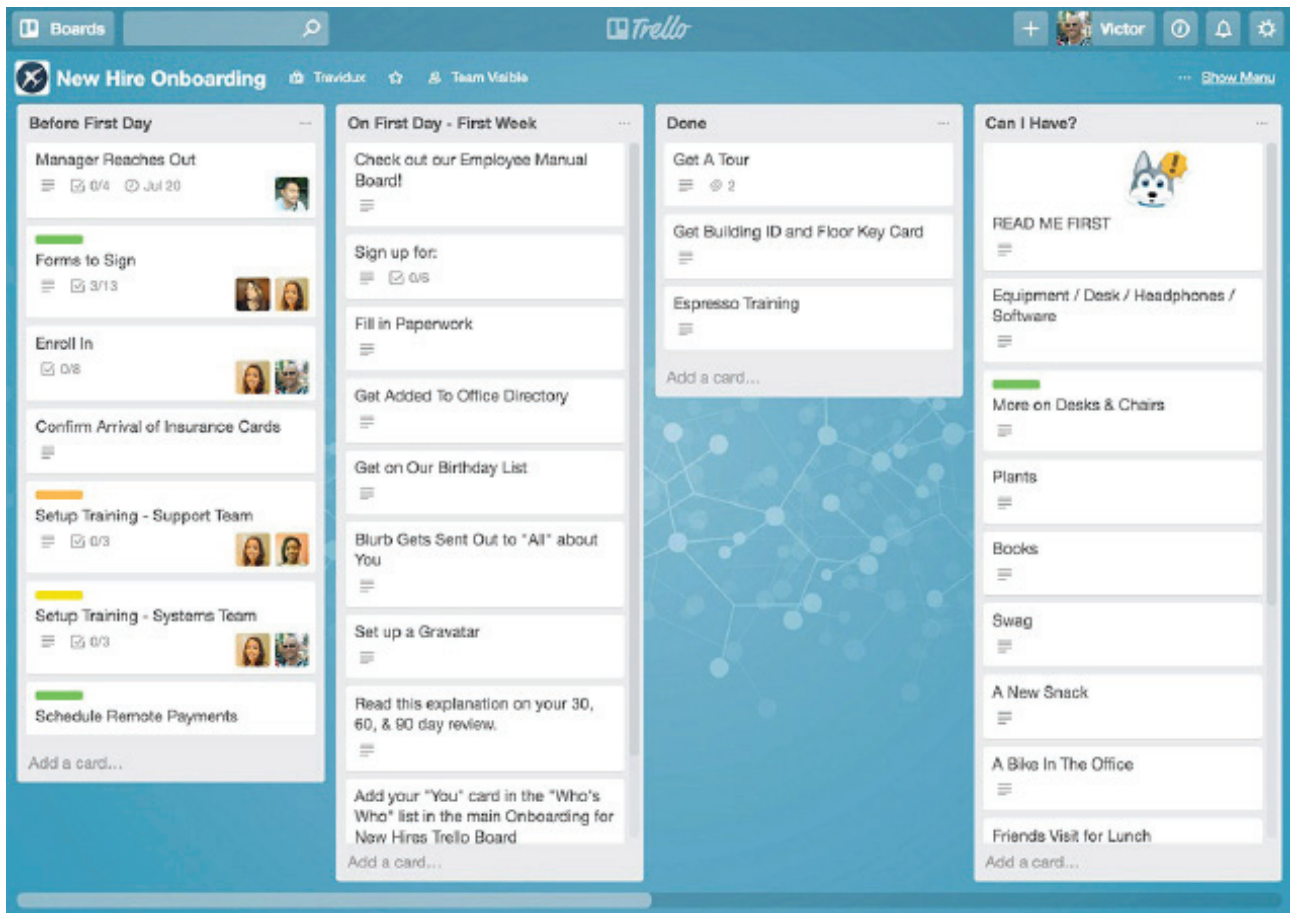 Boards
Trello
Victor
New Hire Onboarding
Travidux
Team Visible
... Show Menu
Before First Day
Manager Reaches Out
0/4 Jul 20
Forms to Sign
3/13
Enroll In
0/8
Confirm Arrival of Insurance Cards
Setup Training - Support Team
0/3
Setup Training - Systems Team
0/3
Schedule Remote Payments
Add a card...
On First Day - First Week
Check out our Employee Manual
Board!
Sign up for:
0/6
Fill in Paperwork
Get Added To Office Directory
Get on Our Birthday List
Blurb Gets Sent Out to "All" about
You
Set up a Gravatar
Read this explanation on your 30,
60, & 90 day review.
Add your "You" card in the "Who's
Who" list in the main Onboarding for
New Hires Trello Board
Add a card...
Done
Get A Tour
2
Get Building ID and Floor Key Card
Espresso Training
Add a card...
Can I Have?
READ ME FIRST
Equipment / Desk / Headphones /
Software
More on Desks & Chairs
Plants
Books
Swag
A New Snack
A Bike In The Office
Friends Visit for Lunch
Add a card...